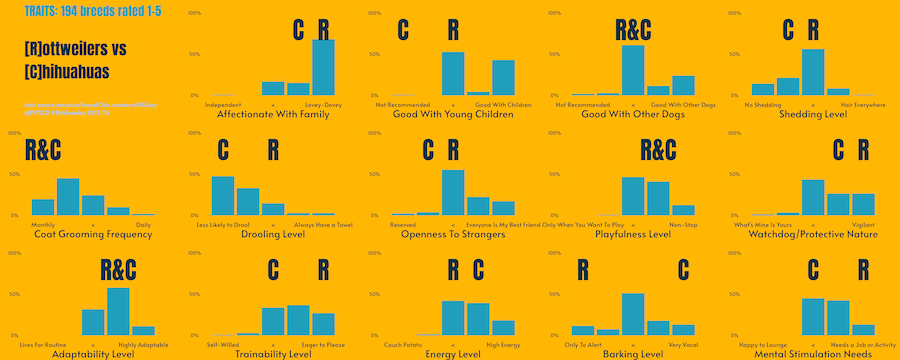 TRAITS: 194 breeds rated 1-5
[R]ottweilers vs
[C]hihuahuas
100%
50%
0%
C R
Independent < Lovey-Dovey
Affectionate With Family
100%
50%
0%
C R
Not Recommended < Good With Children
Good With Young Children
100%
50%
0%
R&C
Not Recommended < Good With Other Dogs
Good With Other Dogs
100%
50%
0%
C R
No Shedding < Hair Everywhere
Shedding Level
100%
50%
0%
R&C
Monthly < Daily
Coat Grooming Frequency
100%
50%
0%
C R
Less Likely to Drool < Always Have a Towel
Drooling Level
100%
50%
0%
C R
Reserved < Everyone Is My Best Friend
Openness To Strangers
100%
50%
0%
R&C
Only When You Want To Play < Non-Stop
Playfulness Level
100%
50%
0%
C R
What's Mine Is Yours < Vigilant
Watchdog/Protective Nature
100%
50%
0%
R&C
Lives For Routine < Highly Adaptable
Adaptability Level
100%
50%
0%
C R
Self-Willed < Eager to Please
Trainability Level
100%
50%
0%
R C
Couch Potato < High Energy
Energy Level
100%
50%
0%
R C
Only To Alert < Very Vocal
Barking Level
100%
50%
0%
C R
Happy to Lounge < Needs a Job or Activity
Mental Stimulation Needs